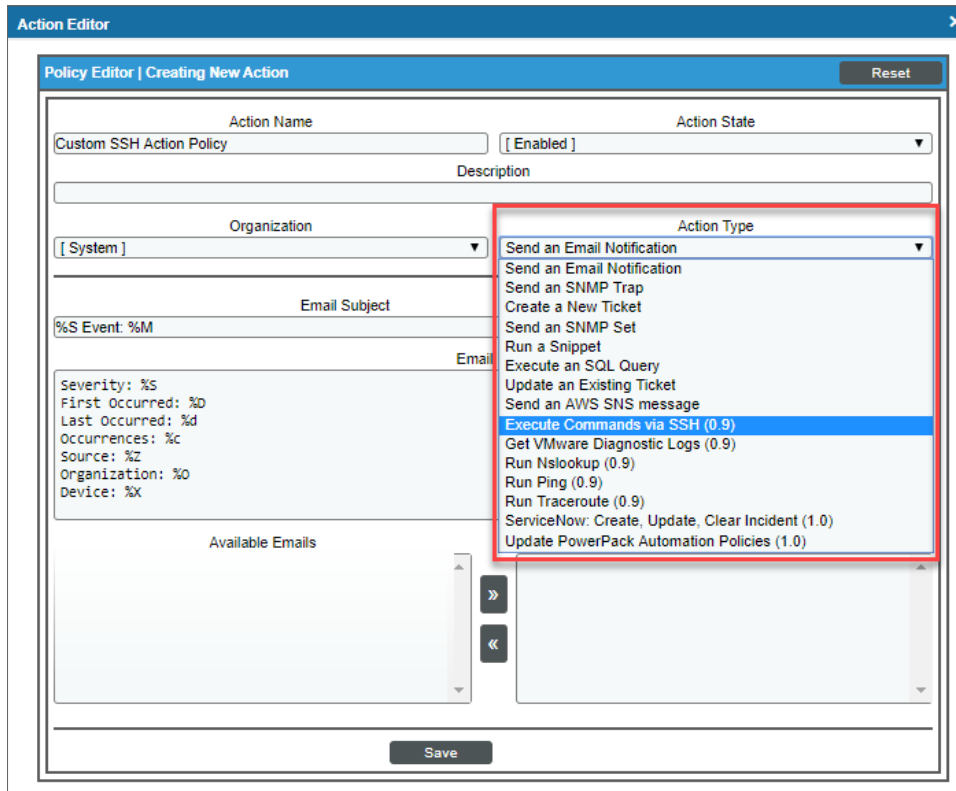 Action Editor
Policy Editor | Creating New Action
Reset
Action Name
Action State
Custom SSH Action Policy
[ Enabled ]
Description
Organization
Action Type
[ System ]
Send an Email Notification
Send an Email Notification
Send an SNMP Trap
Create a New Ticket
Send an SNMP Set
Run a Snippet
Execute an SQL Query
Update an Existing Ticket
Send an AWS SNS message
Execute Commands via SSH (0.9)
Get VMware Diagnostic Logs (0.9)
Run Nslookup (0.9)
Run Ping (0.9)
Run Traceroute (0.9)
ServiceNow: Create, Update, Clear Incident (1.0)
Update PowerPack Automation Policies (1.0)
Email Subject
%S Event: %M
Email
Severity: %S
First Occurred: %D
Last Occurred: %d
Occurrences: %c
Source: %Z
Organization: %O
Device: %X
Available Emails
»
«
Save